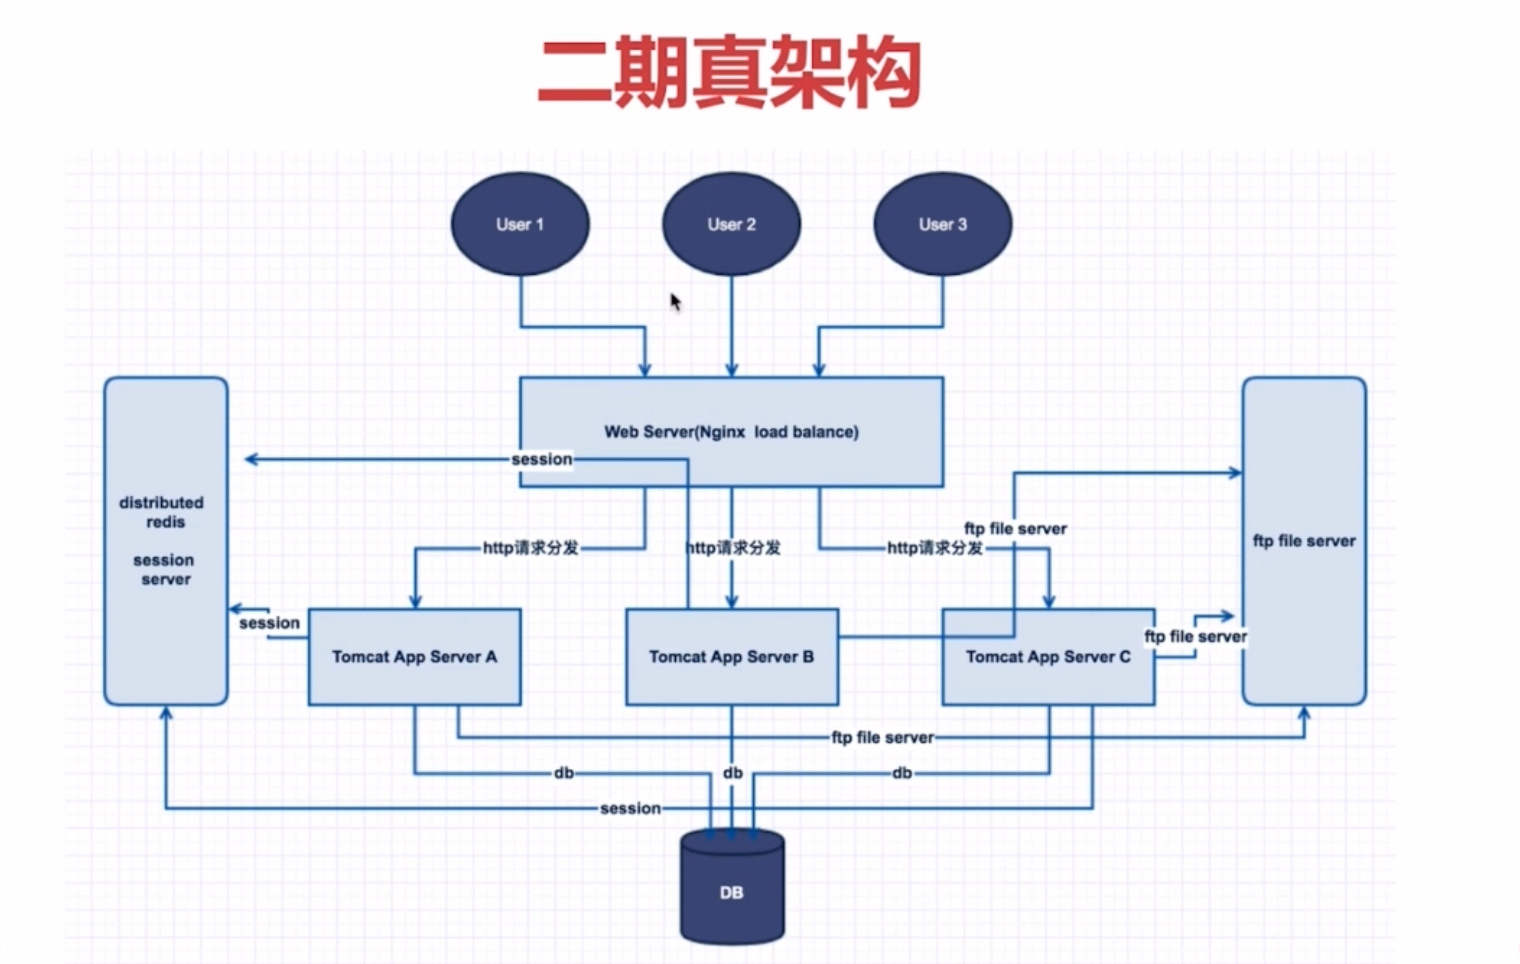 二期真架构
User 1
User 2
User 3
Web Server(Nginx  load balance)
session
distributed
redis
session
server
http请求分发
http请求分发
http请求分发
ftp file server
ftp file server
session
Tomcat App Server A
Tomcat App Server B
Tomcat App Server C
ftp file server
ftp file server
db
db
db
session
DB